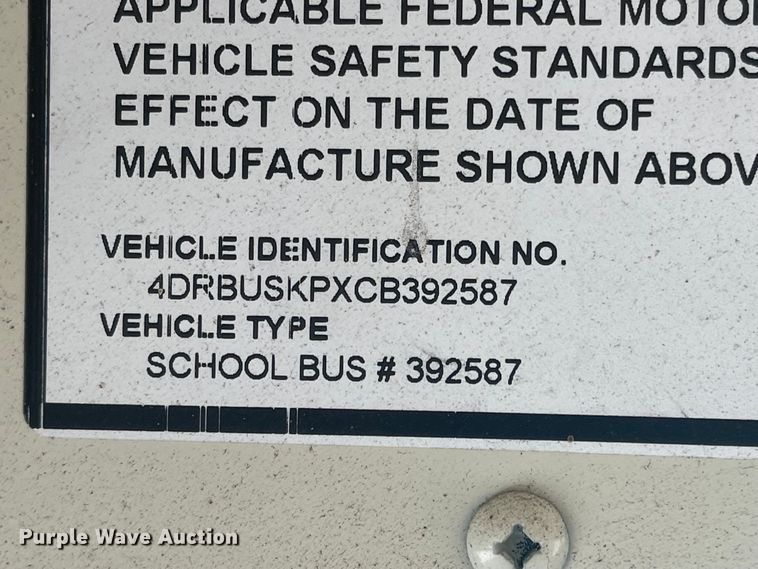 APPLICABLE FEDERAL MOTOR
VEHICLE SAFETY STANDARDS
EFFECT ON THE DATE OF
MANUFACTURE SHOWN ABOV
VEHICLE IDENTIFICATION NO.
4DRBUSKPXCB392587
VEHICLE TYPE
SCHOOL BUS # 392587
Purple Wave Auction